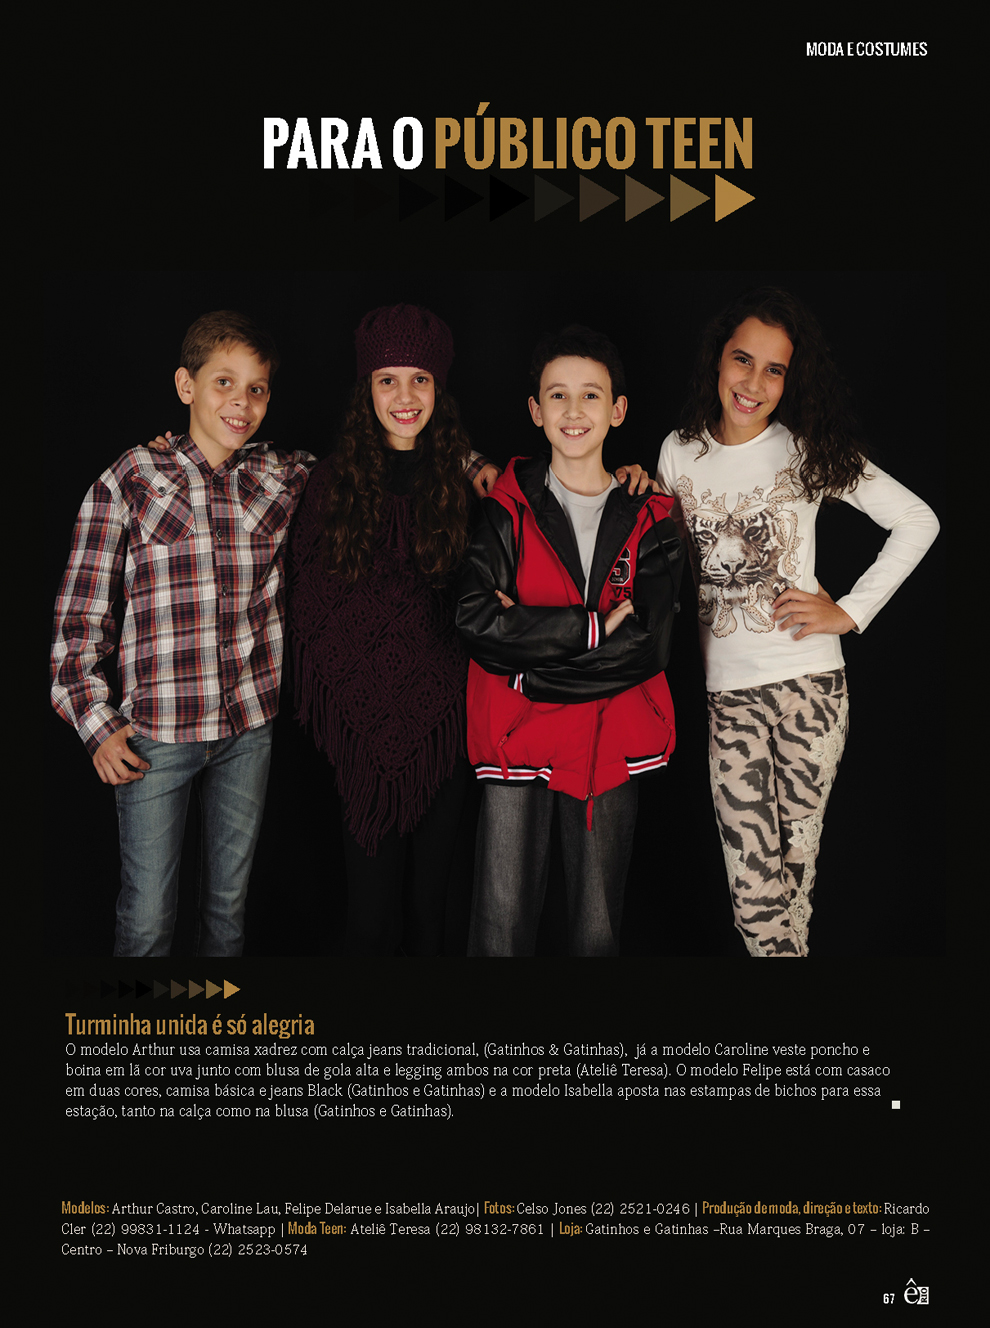 MODA E COSTUMES
PARA O PÚBLICO TEEN
Turminha unida é só alegria
O modelo Arthur usa camisa xadrez com calça jeans tradicional, (Gatinhos & Gatinhas), já a modelo Caroline veste poncho e
boina em lã cor uva junto com blusa de gola alta e legging ambos na cor preta (Ateliê Teresa). O modelo Felipe está com casaco
em duas cores, camisa básica e jeans Black (Gatinhos e Gatinhas) e a modelo Isabella aposta nas estampas de bichos para essa
estação, tanto na calça como na blusa (Gatinhos e Gatinhas).
Modelos: Arthur Castro, Caroline Lau, Felipe Delarue e Isabella Araujo| Fotos: Celso Jones (22) 2521-0246 | Produção de moda, direção e texto: Ricardo
Cler (22) 99831-1124 - Whatsapp | Moda Teen: Ateliê Teresa (22) 98132-7861 | Loja: Gatinhos e Gatinhas –Rua Marques Braga, 07 – loja: B –
Centro – Nova Friburgo (22) 2523-0574
67 ê